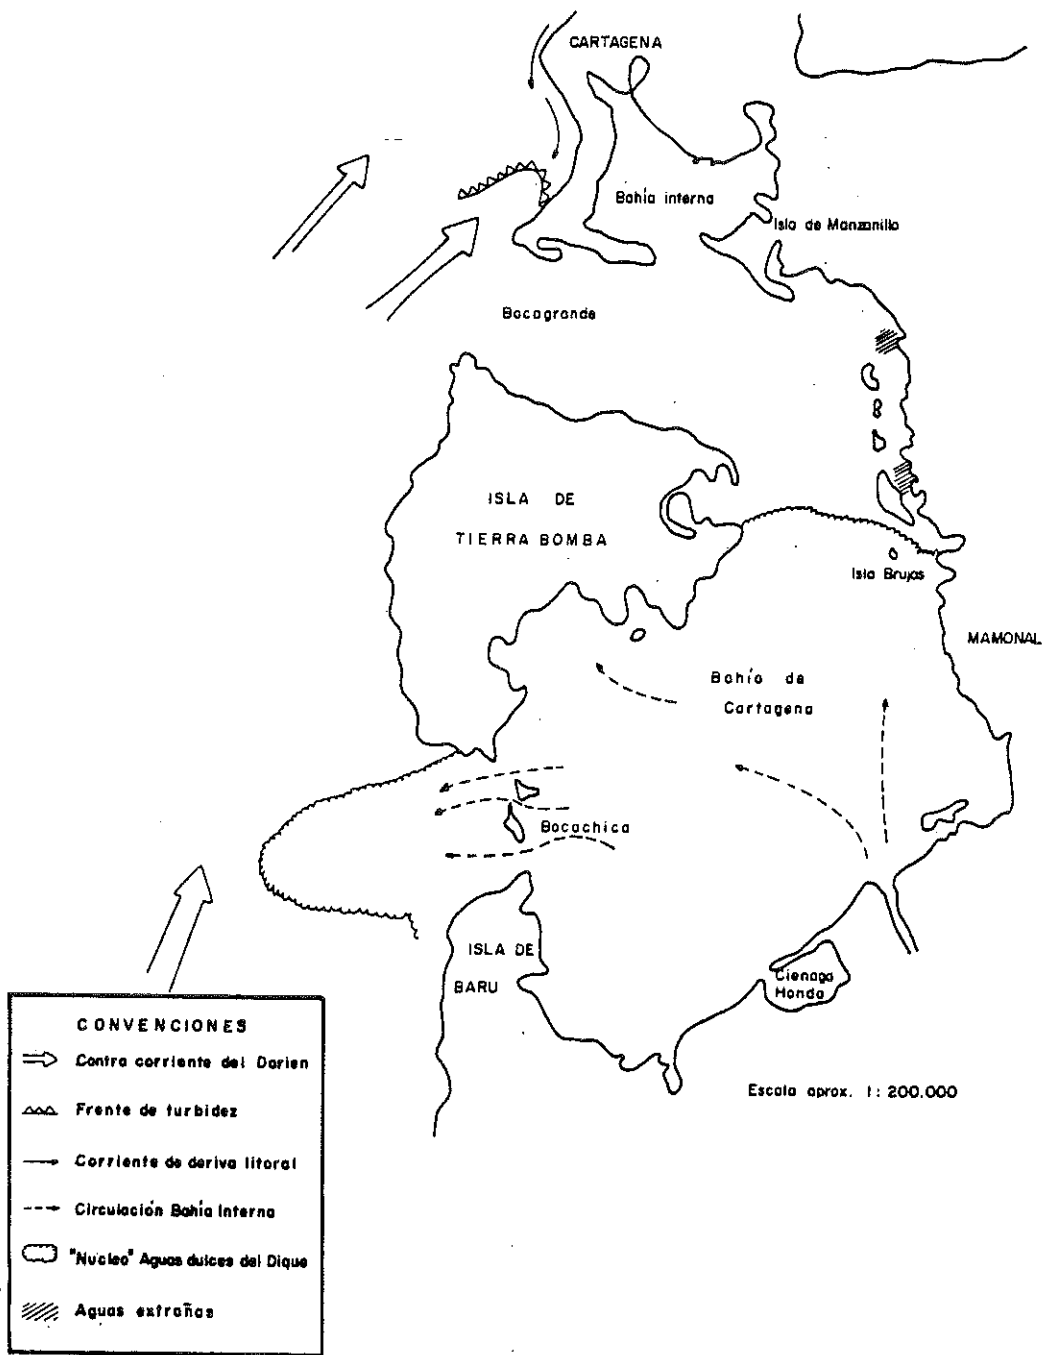 CARTAGENA
Bahía interna
Isla de Manzanillo
Bocagrande
ISLA DE
TIERRA BOMBA
Isla Brujas
MAMONAL
Bahía de
Cartagena
Bocachica
ISLA DE
BARU
Cienaga
Honda
Escala aprox. 1:200.000
CONVENCIONES
Contra corriente del Darien
Frente de turbidez
Corriente de deriva litoral
Circulación Bahía Interna
"Nucleo" Aguas dulces del Dique
Aguas extrañas